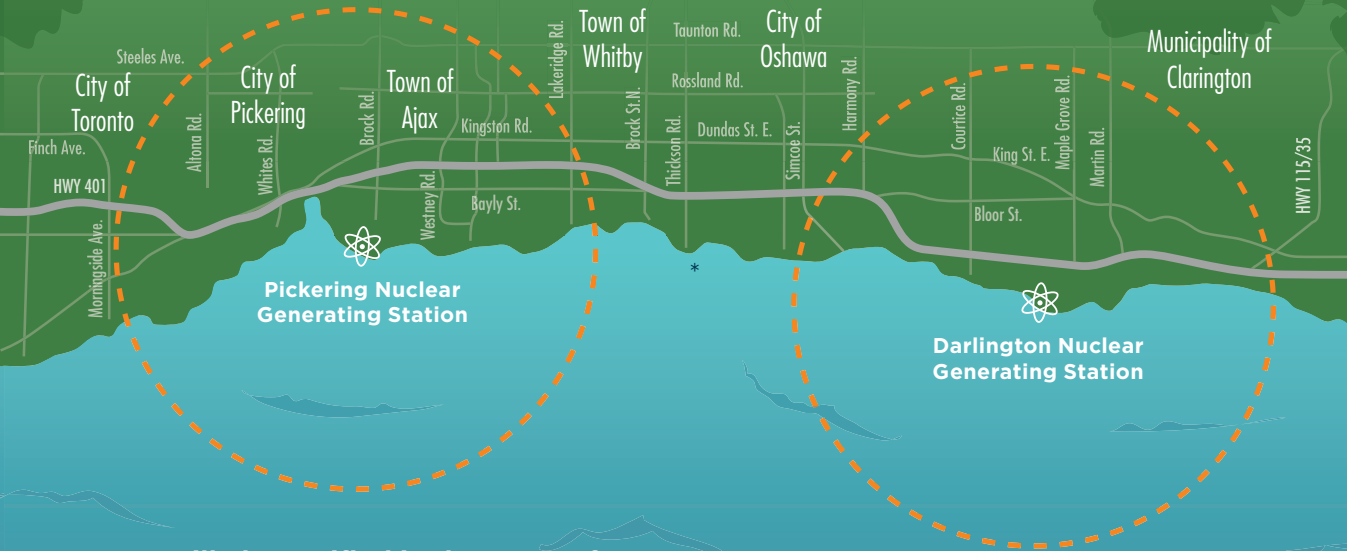 Town of
Whitby
City of
Oshawa
Municipality of
Clarington
Steeles Ave.
Lakeridge Rd.
Taunton Rd.
City of
Toronto
City of
Pickering
Town of
Ajax
Rossland Rd.
Harmony Rd.
Altona Rd.
Whites Rd.
Brock Rd.
Kingston Rd.
Brock St.N.
Thickson Rd.
Dundas St. E.
Simcoe St.
Courtice Rd.
King St. E.
Maple Grove Rd.
Martin Rd.
HWY 115/35
Finch Ave.
HWY 401
Morningside Ave.
Westney Rd.
Bayly St.
Bloor St.
*
Pickering Nuclear
Generating Station
Darlington Nuclear
Generating Station